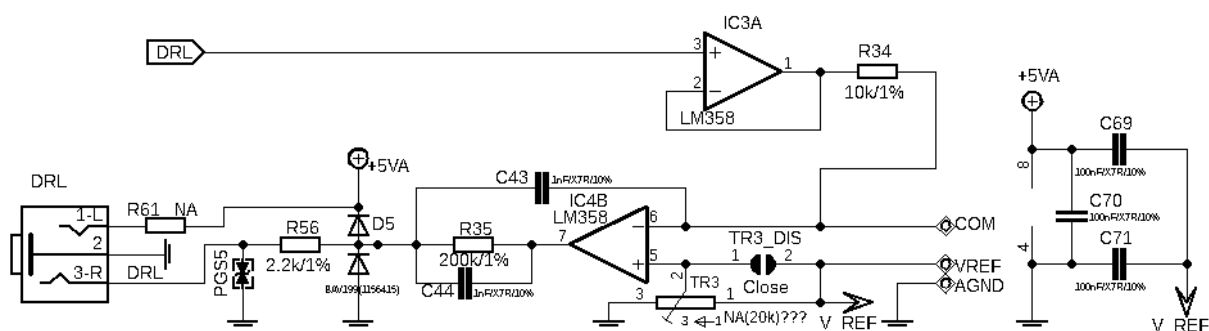 IC3A
DRL
3
+
1
2
−
LM358
R34
10k/1%
+5VA
C69
100nF/X7R/10%
8
C70
100nF/X7R/10%
4
C71
100nF/X7R/10%
V_REF
DRL
1-L
2
3-R
R61 NA
DRL
PGS5
R56
2.2k/1%
+5VA
D5
BAV199(1156415)
C43 1nF/X7R/10%
R35
200k/1%
C44 1nF/X7R/10%
IC4B
LM358
7
6
−
5
+
COM
TR3_DIS
1 2
Close
VREF
AGND
2
3 TR3 1
3 1
NA(20k)???
V_REF